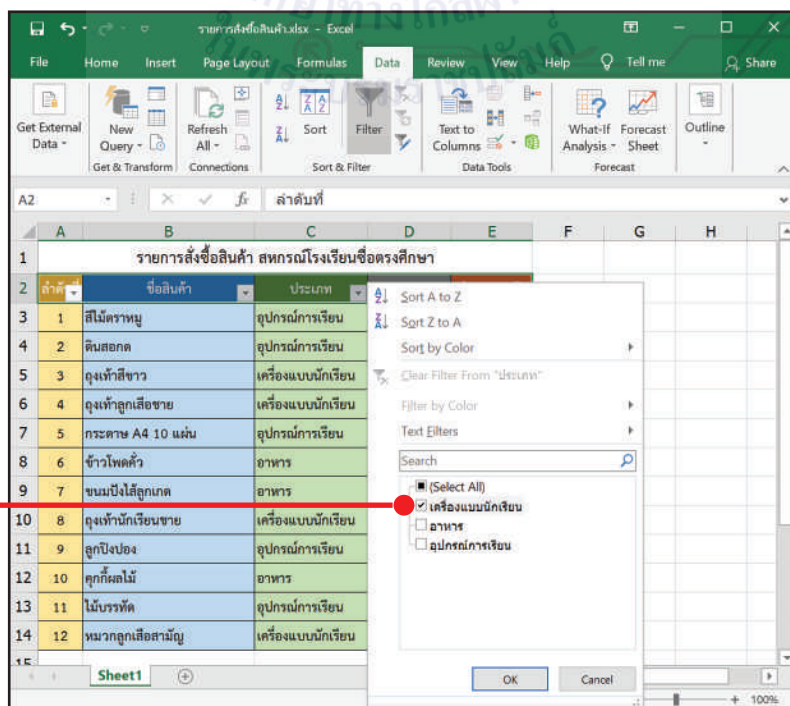 รายการสั่งซื้อสินค้า.xlsx - Excel
File Home Insert Page Layout Formulas Data Review View Help Tell me Share
Get External Data
New Query
Get & Transform
Refresh All
Connections
Sort
Filter
Sort & Filter
Text to Columns
Data Tools
What-If Analysis
Forecast Sheet
Forecast
Outline
A2 fx ลำดับที่
A B C D E F G H
1 รายการสั่งซื้อสินค้า สหกรณ์โรงเรียนซื่อตรงศึกษา
2 ชื่อสินค้า ประเภท
3 1 สีไม้ตราหมู อุปกรณ์การเรียน
4 2 ดินสอกด อุปกรณ์การเรียน
5 3 ถุงเท้าสีขาว เครื่องแบบนักเรียน
6 4 ถุงเท้าลูกเสือชาย เครื่องแบบนักเรียน
7 5 กระดาษ A4 10 แผ่น อุปกรณ์การเรียน
8 6 ข้าวโพดคั่ว อาหาร
9 7 ขนมปังไส้ลูกเกด อาหาร
10 8 ถุงเท้านักเรียนชาย เครื่องแบบนักเรียน
11 9 ลูกปิงปอง อุปกรณ์การเรียน
12 10 คุกกี้ผลไม้ อาหาร
13 11 ไม้บรรทัด อุปกรณ์การเรียน
14 12 หมวกลูกเสือสามัญ เครื่องแบบนักเรียน
15
Sort A to Z
Sort Z to A
Sort by Color
Clear Filter From "ประเภท"
Filter by Color
Text Filters
Search
(Select All)
เครื่องแบบนักเรียน
อาหาร
อุปกรณ์การเรียน
OK Cancel
Sheet1
100%